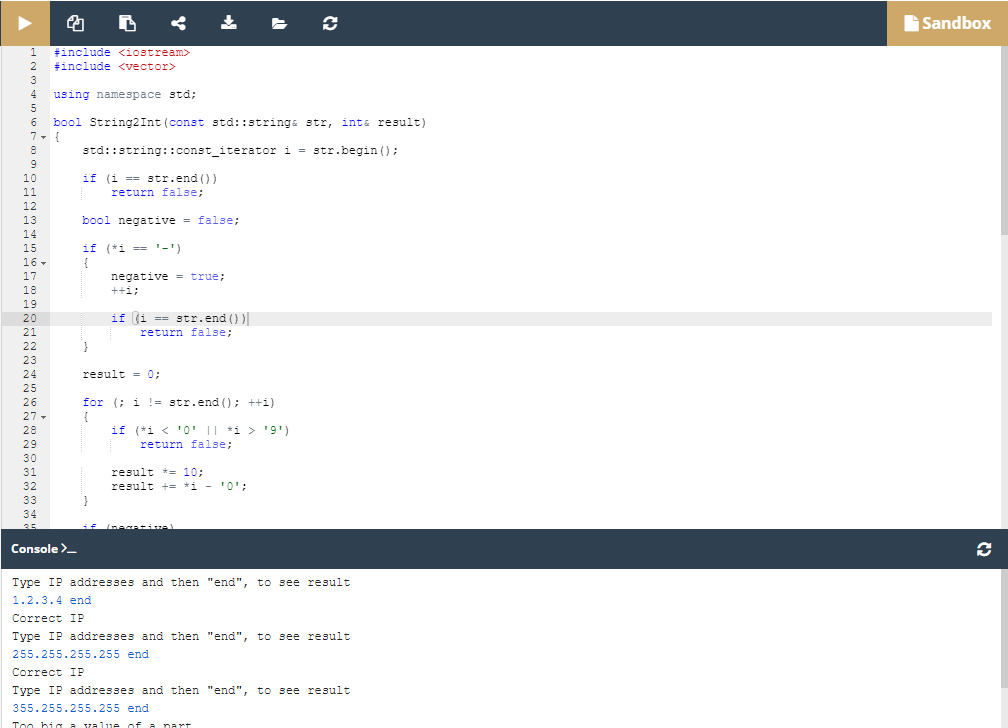 Sandbox
1 #include <iostream>
2 #include <vector>
3
4 using namespace std;
5
6 bool String2Int(const std::string& str, int& result)
7 {
8     std::string::const_iterator i = str.begin();
9
10     if (i == str.end())
11         return false;
12
13     bool negative = false;
14
15     if (*i == '-')
16     {
17         negative = true;
18         ++i;
19
20         if (i == str.end())
21             return false;
22     }
23
24     result = 0;
25
26     for (; i != str.end(); ++i)
27     {
28         if (*i < '0' || *i > '9')
29             return false;
30
31         result *= 10;
32         result += *i - '0';
33     }
34
35     if (negative)
Console >_
Type IP addresses and then "end", to see result
1.2.3.4 end
Correct IP
Type IP addresses and then "end", to see result
255.255.255.255 end
Correct IP
Type IP addresses and then "end", to see result
355.255.255.255 end
Too big a value of a part